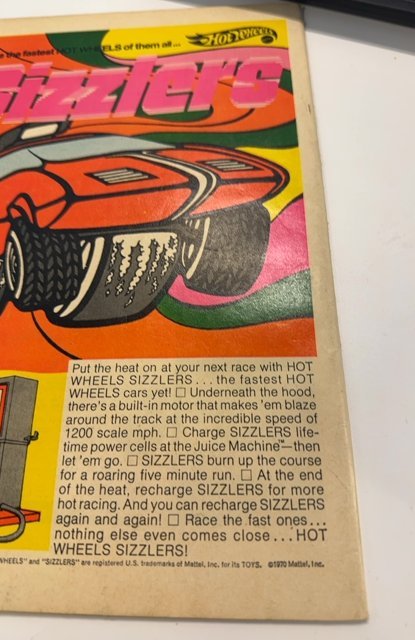 e the fastest HOT WHEELS of them all...
Hot Wheels
Sizzlers
Put the heat on at your next race with HOT
WHEELS SIZZLERS... the fastest HOT
WHEELS cars yet! ☐ Underneath the hood,
there's a built-in motor that makes 'em blaze
around the track at the incredible speed of
1200 scale mph. ☐ Charge SIZZLERS life-
time power cells at the Juice Machine™—then
let 'em go. ☐ SIZZLERS burn up the course
for a roaring five minute run. ☐ At the end
of the heat, recharge SIZZLERS for more
hot racing. And you can recharge SIZZLERS
again and again! ☐ Race the fast ones...
nothing else even comes close...HOT
WHEELS SIZZLERS!
WHEELS" and "SIZZLERS" are registered U.S. trademarks of Mattel, Inc. for its TOYS. ©1970 Mattel, Inc.